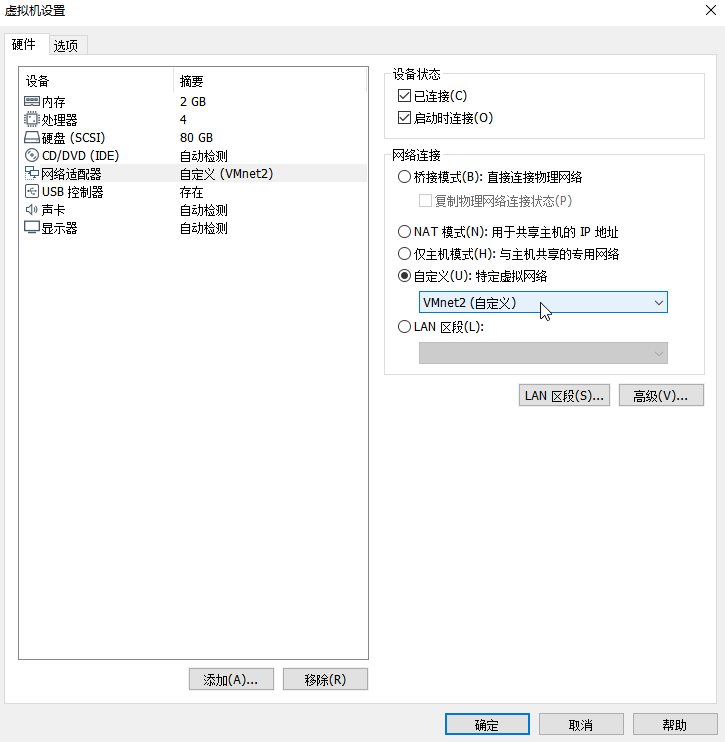 虚拟机设置
硬件 选项
设备 摘要
内存 2 GB
处理器 4
硬盘 (SCSI) 80 GB
CD/DVD (IDE) 自动检测
网络适配器 自定义 (VMnet2)
USB 控制器 存在
声卡 自动检测
显示器 自动检测
添加(A)... 移除(R)
设备状态
已连接(C)
启动时连接(O)
网络连接
桥接模式(B): 直接连接物理网络
复制物理网络连接状态(P)
NAT 模式(N): 用于共享主机的 IP 地址
仅主机模式(H): 与主机共享的专用网络
自定义(U): 特定虚拟网络
VMnet2 (自定义)
LAN 区段(L):
LAN 区段(S)... 高级(V)...
确定 取消 帮助